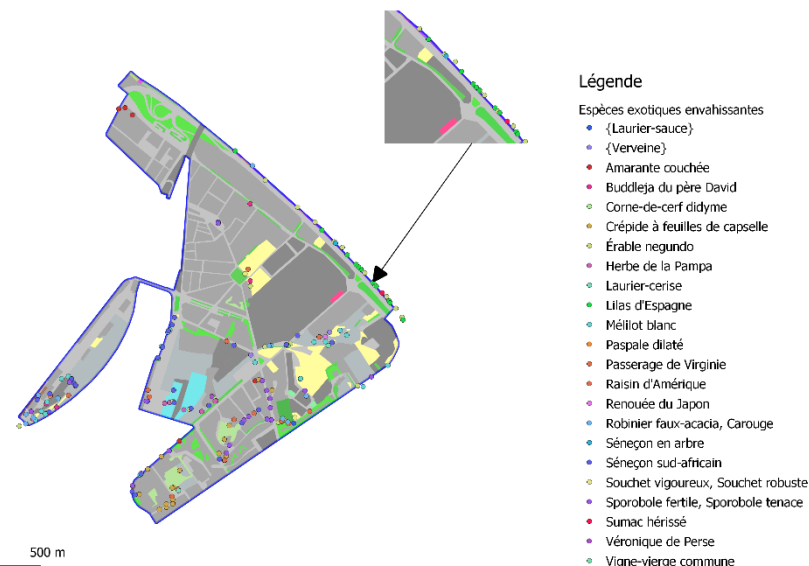 Légende
Espèces exotiques envahissantes
{Laurier-sauce}
{Verveine}
Amarante couchée
Buddleja du père David
Corne-de-cerf didyme
Crépide à feuilles de capselle
Érable negundo
Herbe de la Pampa
Laurier-cerise
Lilas d'Espagne
Mélilot blanc
Paspale dilaté
Passerage de Virginie
Raisin d'Amérique
Renouée du Japon
Robinier faux-acacia, Carouge
Séneçon en arbre
Séneçon sud-africain
Souchet vigoureux, Souchet robuste
Sporobole fertile, Sporobole tenace
Sumac hérissé
Véronique de Perse
Vigne-vierge commune
500 m